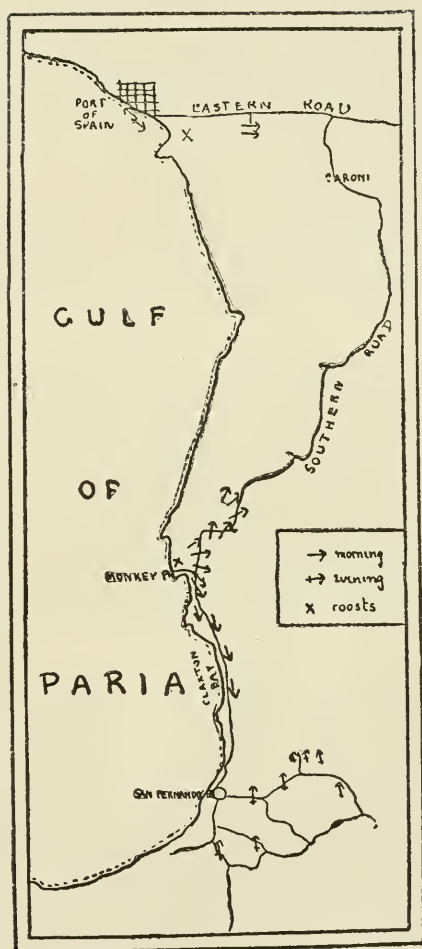 PORT
OF
SPAIN
EASTERN ROAD
CARONI
GULF
SOUTHERN ROAD
OF
MONKEY Pt
→ morning
⇸ evening
x roosts
PARIA
CLAXTON
BAY
SAN FERNANDO